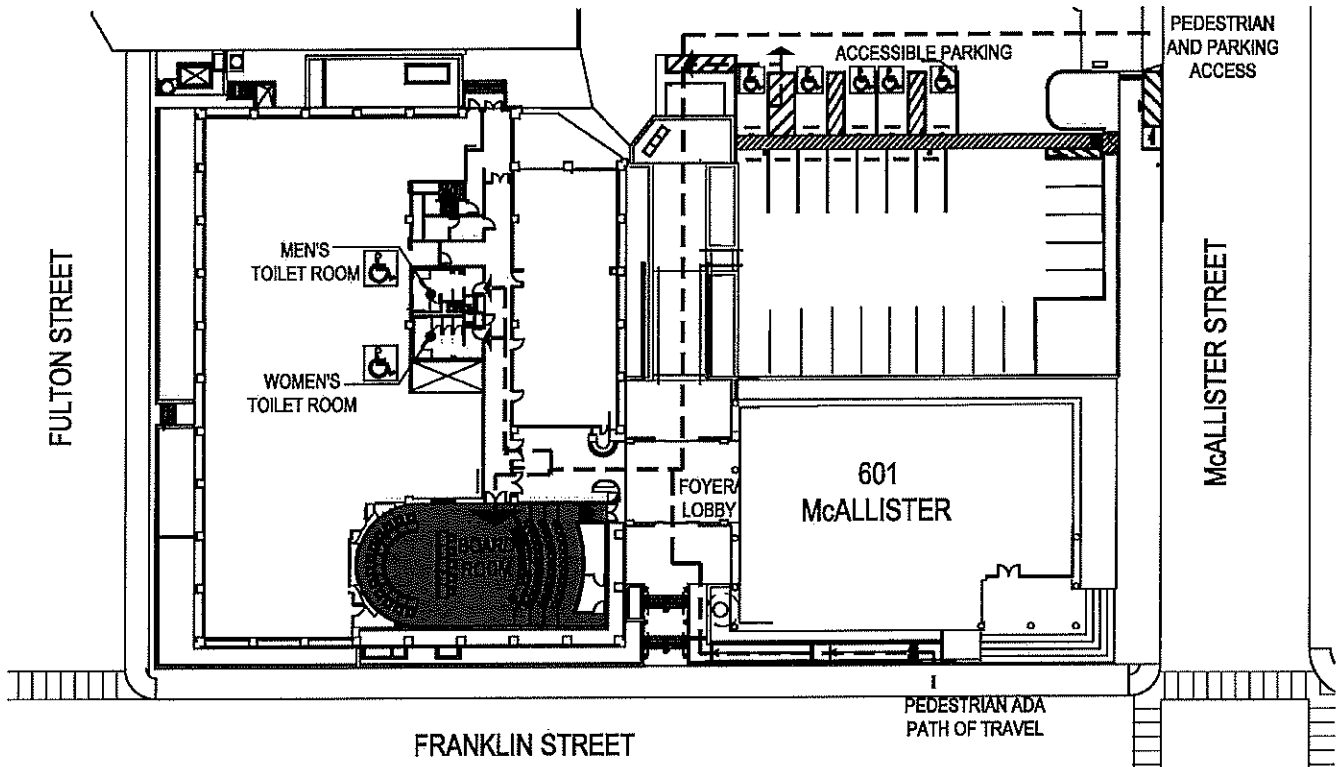 PEDESTRIAN
AND PARKING
ACCESS
ACCESSIBLE PARKING
MEN'S
TOILET ROOM
WOMEN'S
TOILET ROOM
FULTON STREET
McALLISTER STREET
FOYER/
LOBBY
601
McALLISTER
BOARD
ROOM
PEDESTRIAN ADA
PATH OF TRAVEL
FRANKLIN STREET